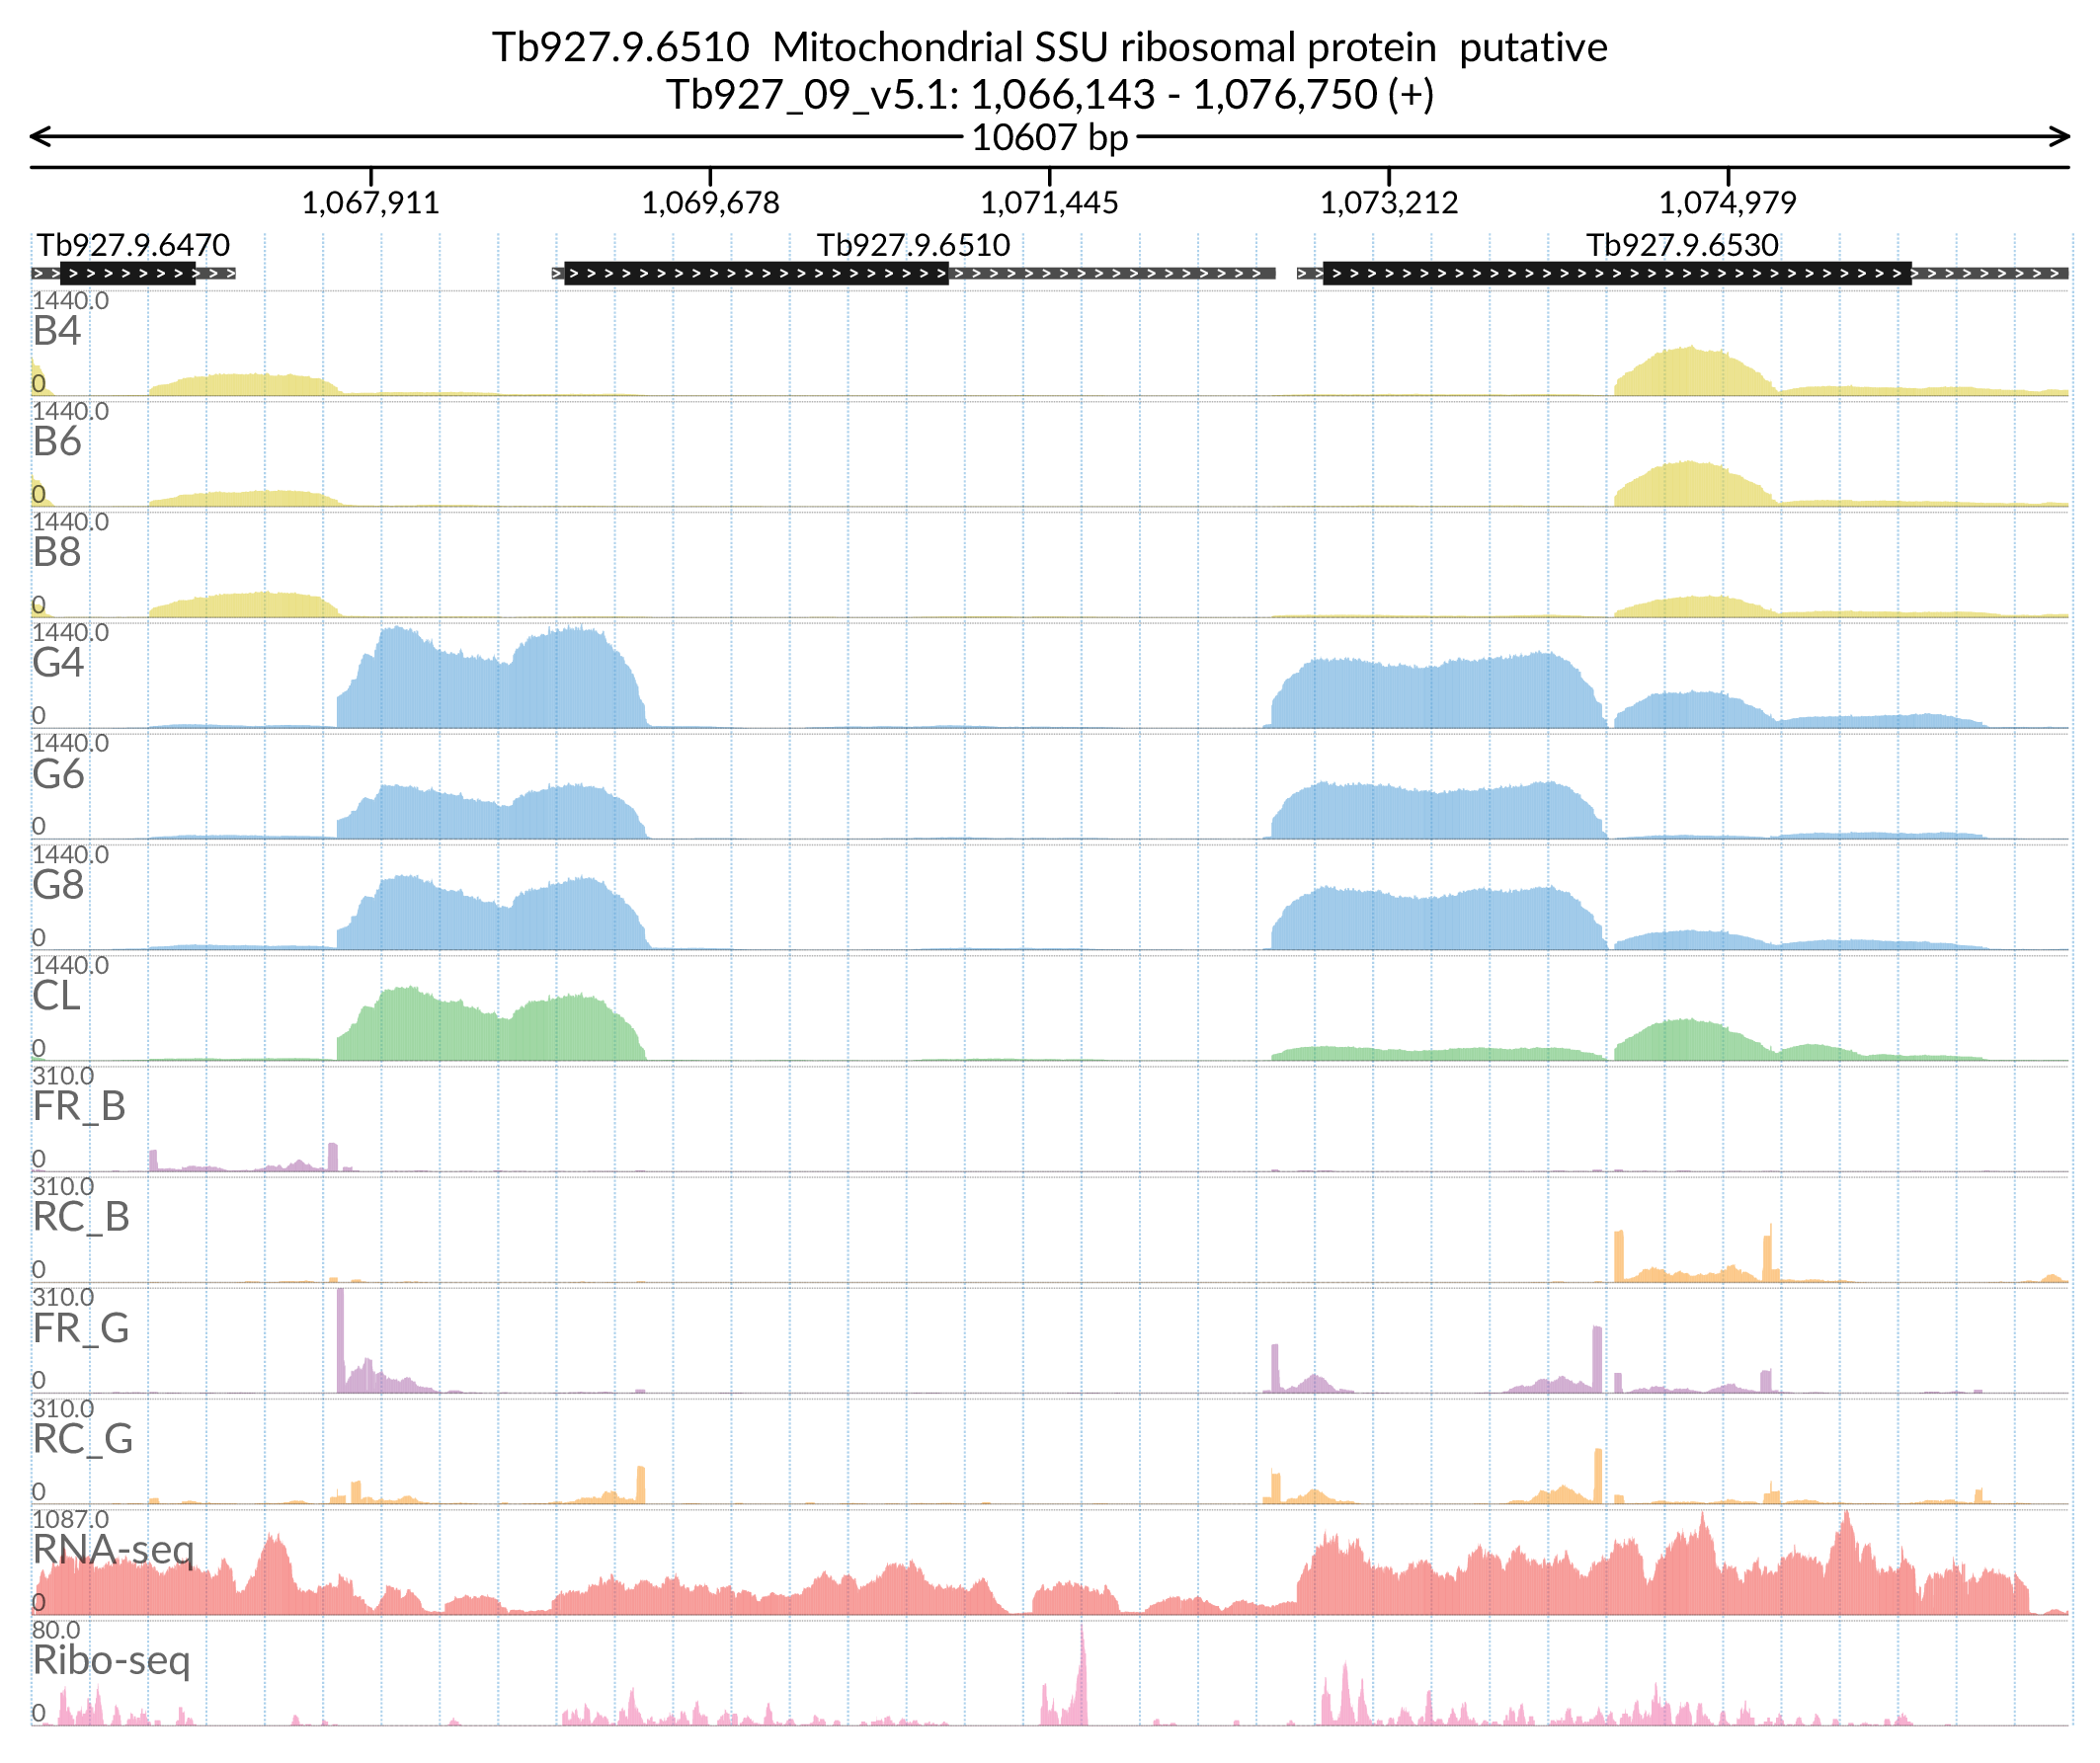 Tb927.9.6510  Mitochondrial SSU ribosomal protein  putative
Tb927_09_v5.1: 1,066,143 - 1,076,750 (+)
10607 bp
1,067,911 1,069,678 1,071,445 1,073,212 1,074,979
Tb927.9.6470 Tb927.9.6510 Tb927.9.6530
1440.0
B4
0
1440.0
B6
0
1440.0
B8
0
1440.0
G4
0
1440.0
G6
0
1440.0
G8
0
1440.0
CL
0
310.0
FR_B
0
310.0
RC_B
0
310.0
FR_G
0
310.0
RC_G
0
1087.0
RNA-seq
0
80.0
Ribo-seq
0